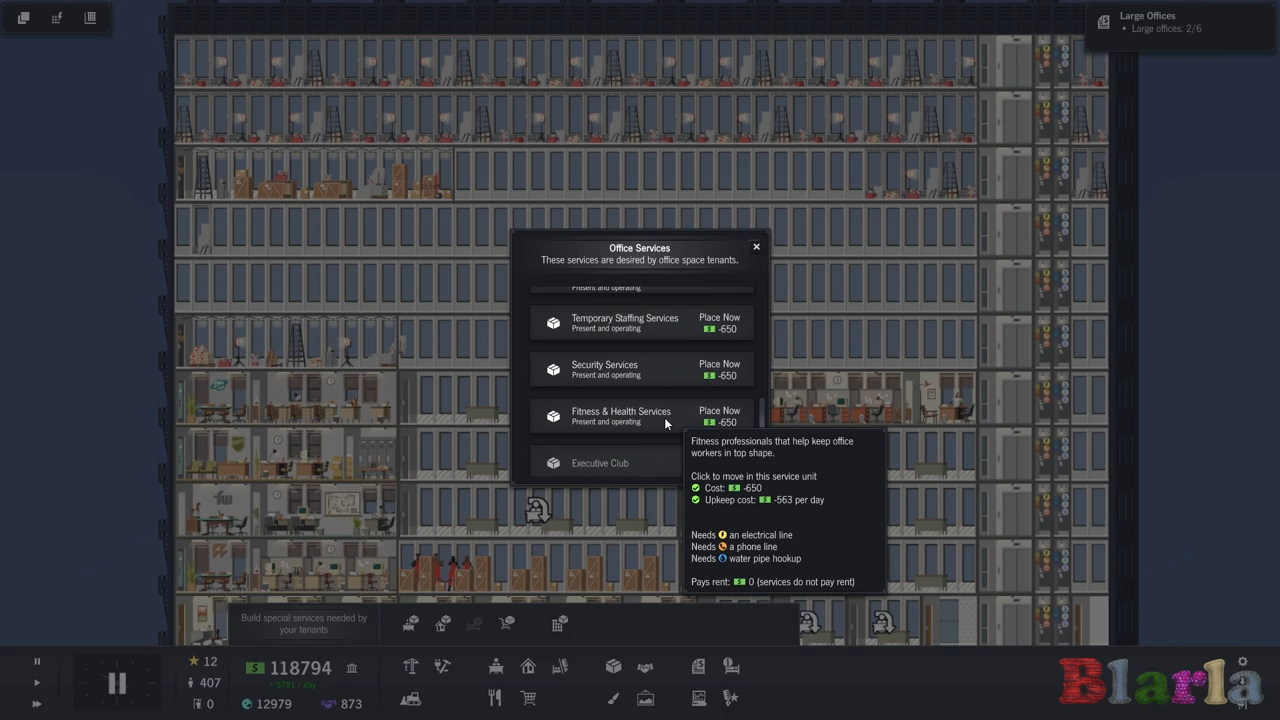 Large Offices
• Large offices: 2/6
Office Services
These services are desired by office space tenants.
Present and operating
Temporary Staffing Services
Present and operating
Place Now
-650
Security Services
Present and operating
Place Now
-650
Fitness & Health Services
Present and operating
Place Now
-650
Executive Club
Fitness professionals that help keep office
workers in top shape.
Click to move in this service unit
Cost: -650
Upkeep cost: -563 per day
Needs an electrical line
Needs a phone line
Needs water pipe hookup
Pays rent: 0 (services do not pay rent)
Build special services needed by
your tenants
12
407
0
118794
+ 5791 / day
12979
873
Blarla